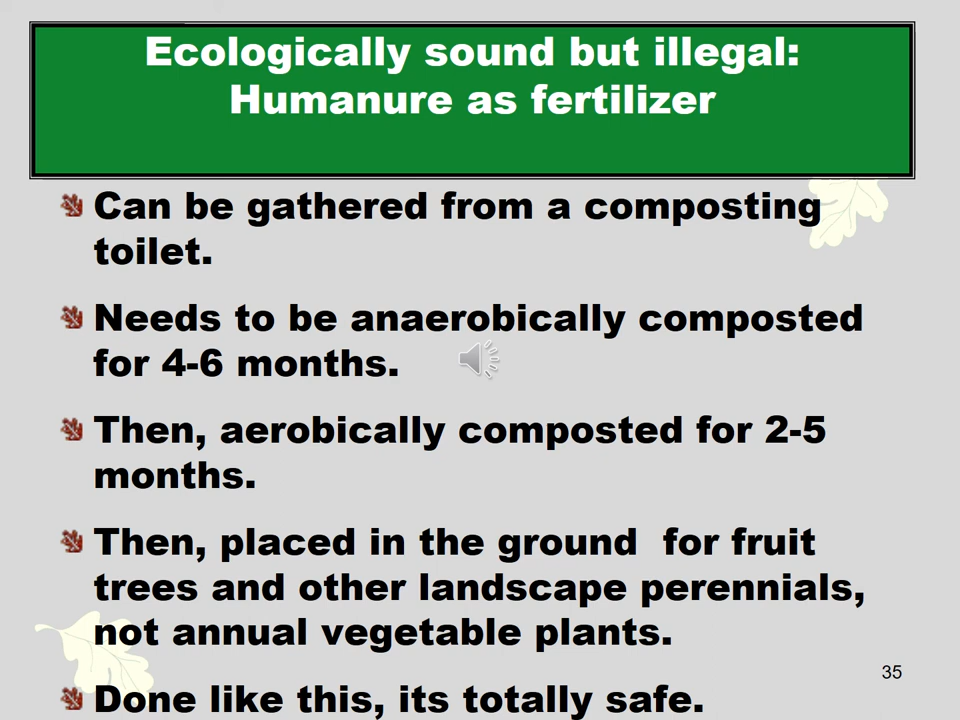 Ecologically sound but illegal:
Humanure as fertilizer
Can be gathered from a composting
toilet.
Needs to be anaerobically composted
for 4-6 months.
Then, aerobically composted for 2-5
months.
Then, placed in the ground  for fruit
trees and other landscape perennials,
not annual vegetable plants.
35
Done like this, its totally safe.